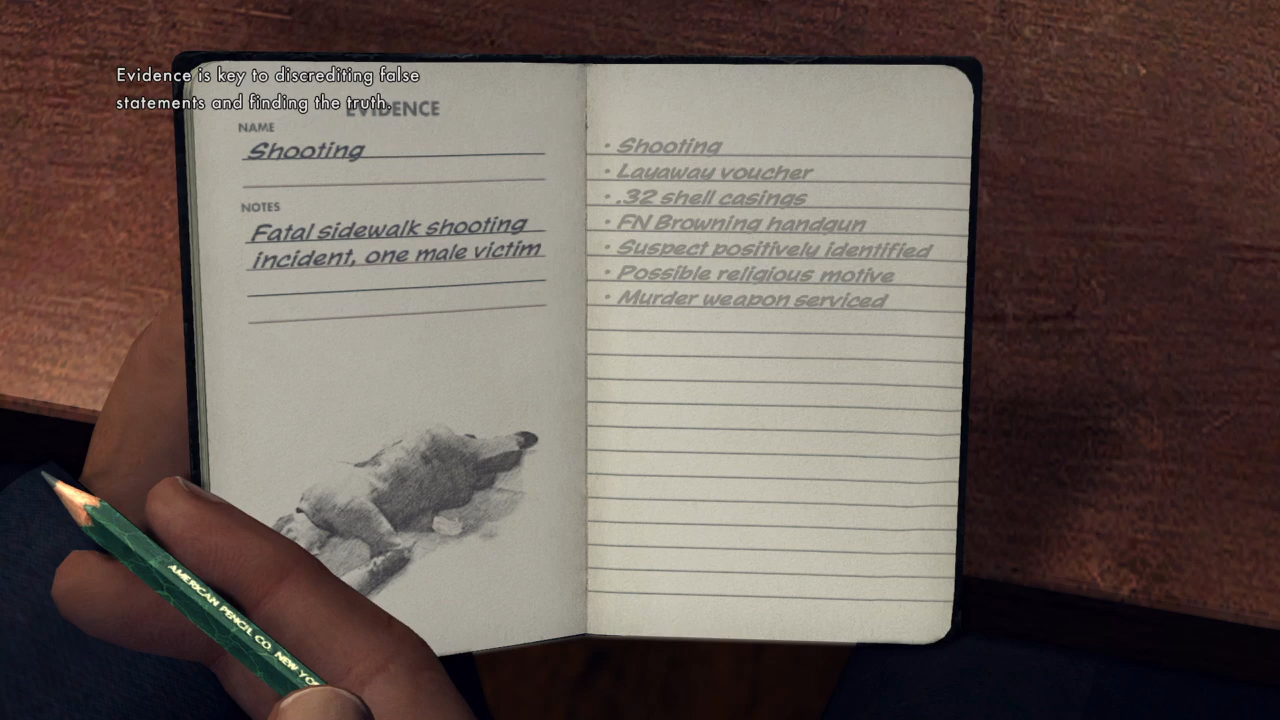 Evidence is key to discrediting false
statements and finding the truth.
EVIDENCE
NAME
Shooting
NOTES
Fatal sidewalk shooting
incident, one male victim
• Shooting
• Layaway voucher
• .32 shell casings
• FN Browning handgun
• Suspect positively identified
• Possible religious motive
• Murder weapon serviced
AMERICAN PENCIL CO. NEW YO